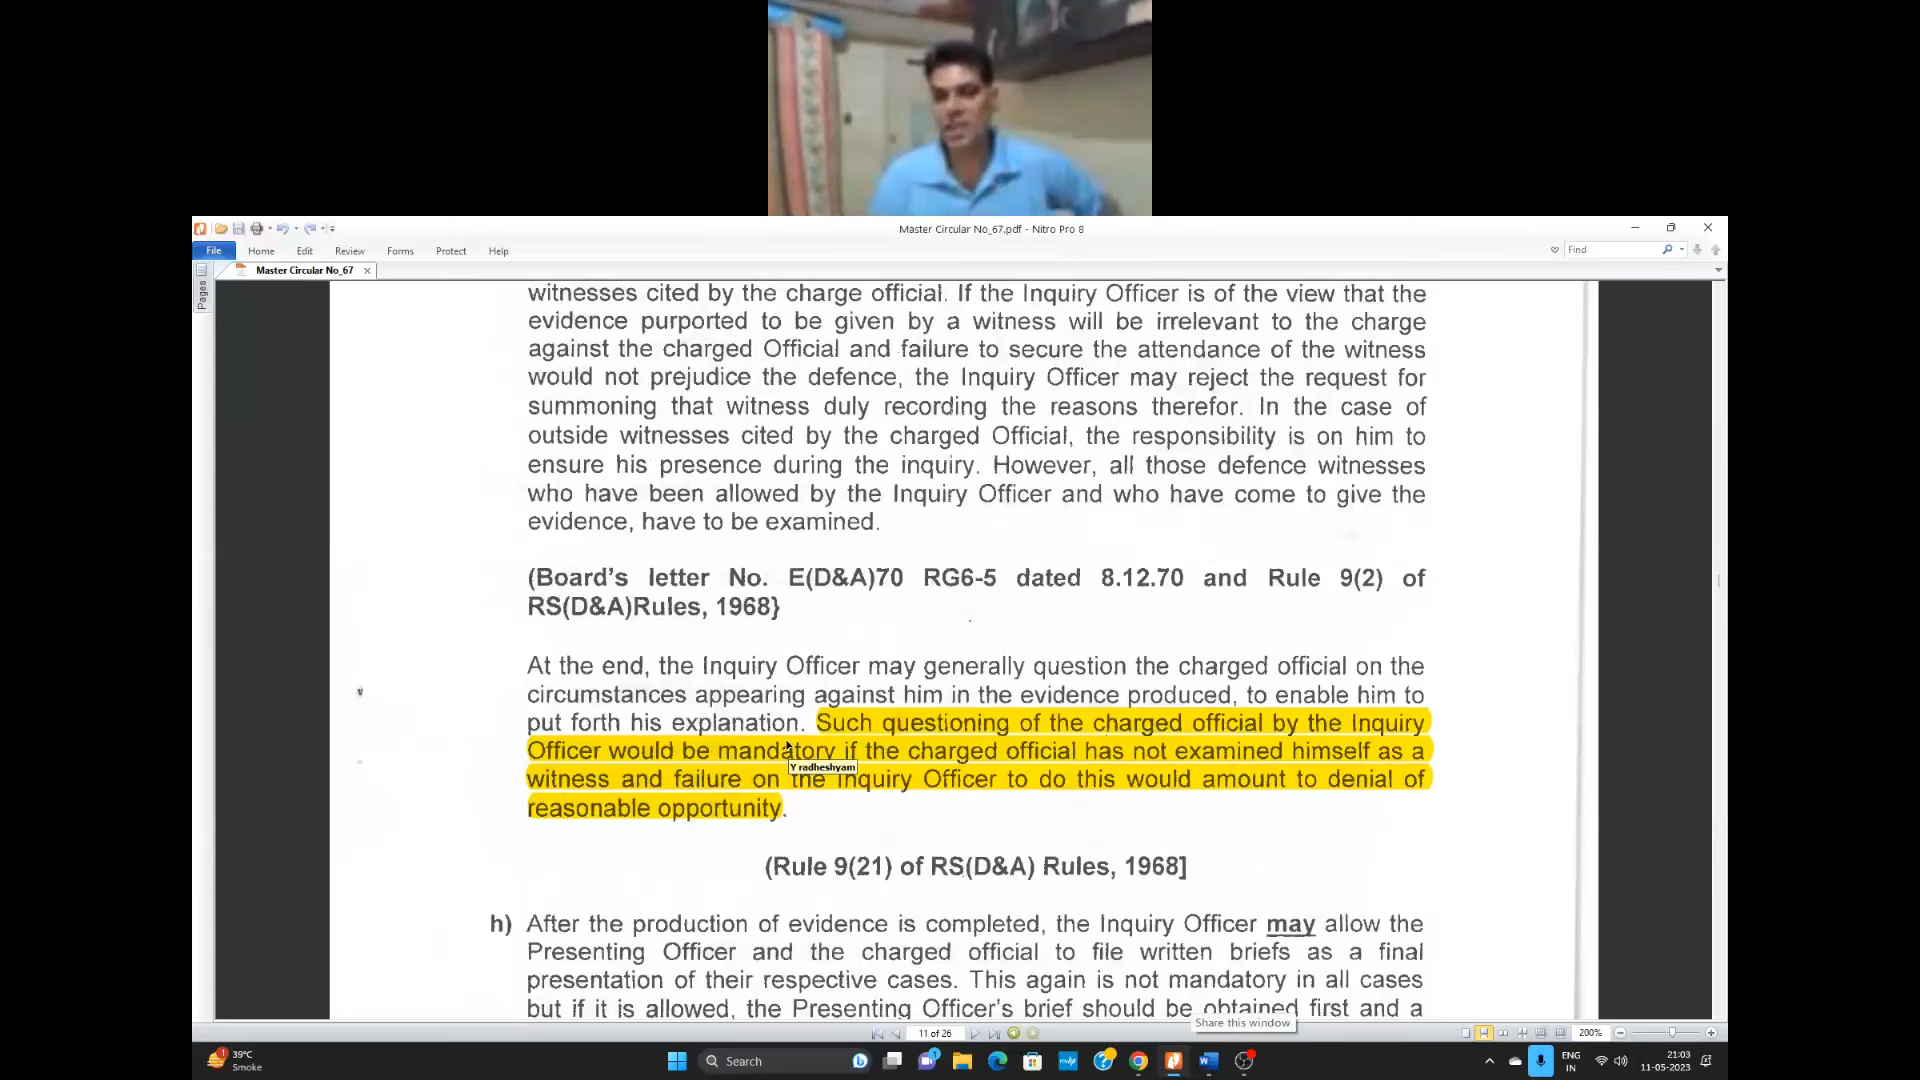 Master Circular No_67.pdf - Nitro Pro 8
File Home Edit Review Forms Protect Help
Find
Master Circular No_67
Pages
witnesses cited by the charge official. If the Inquiry Officer is of the view that the
evidence purported to be given by a witness will be irrelevant to the charge
against the charged Official and failure to secure the attendance of the witness
would not prejudice the defence, the Inquiry Officer may reject the request for
summoning that witness duly recording the reasons therefor. In the case of
outside witnesses cited by the charged Official, the responsibility is on him to
ensure his presence during the inquiry. However, all those defence witnesses
who have been allowed by the Inquiry Officer and who have come to give the
evidence, have to be examined.
(Board's letter No. E(D&A)70 RG6-5 dated 8.12.70 and Rule 9(2) of
RS(D&A)Rules, 1968}
At the end, the Inquiry Officer may generally question the charged official on the
circumstances appearing against him in the evidence produced, to enable him to
put forth his explanation. Such questioning of the charged official by the Inquiry
Officer would be mandatory if the charged official has not examined himself as a
Y radheshyam
witness and failure on the Inquiry Officer to do this would amount to denial of
reasonable opportunity.
(Rule 9(21) of RS(D&A) Rules, 1968]
h) After the production of evidence is completed, the Inquiry Officer may allow the
Presenting Officer and the charged official to file written briefs as a final
presentation of their respective cases. This again is not mandatory in all cases
but if it is allowed, the Presenting Officer's brief should be obtained first and a
Share this window
11 of 26
200%
39°C
Smoke
Search
ENG
IN
21:03
11-05-2023